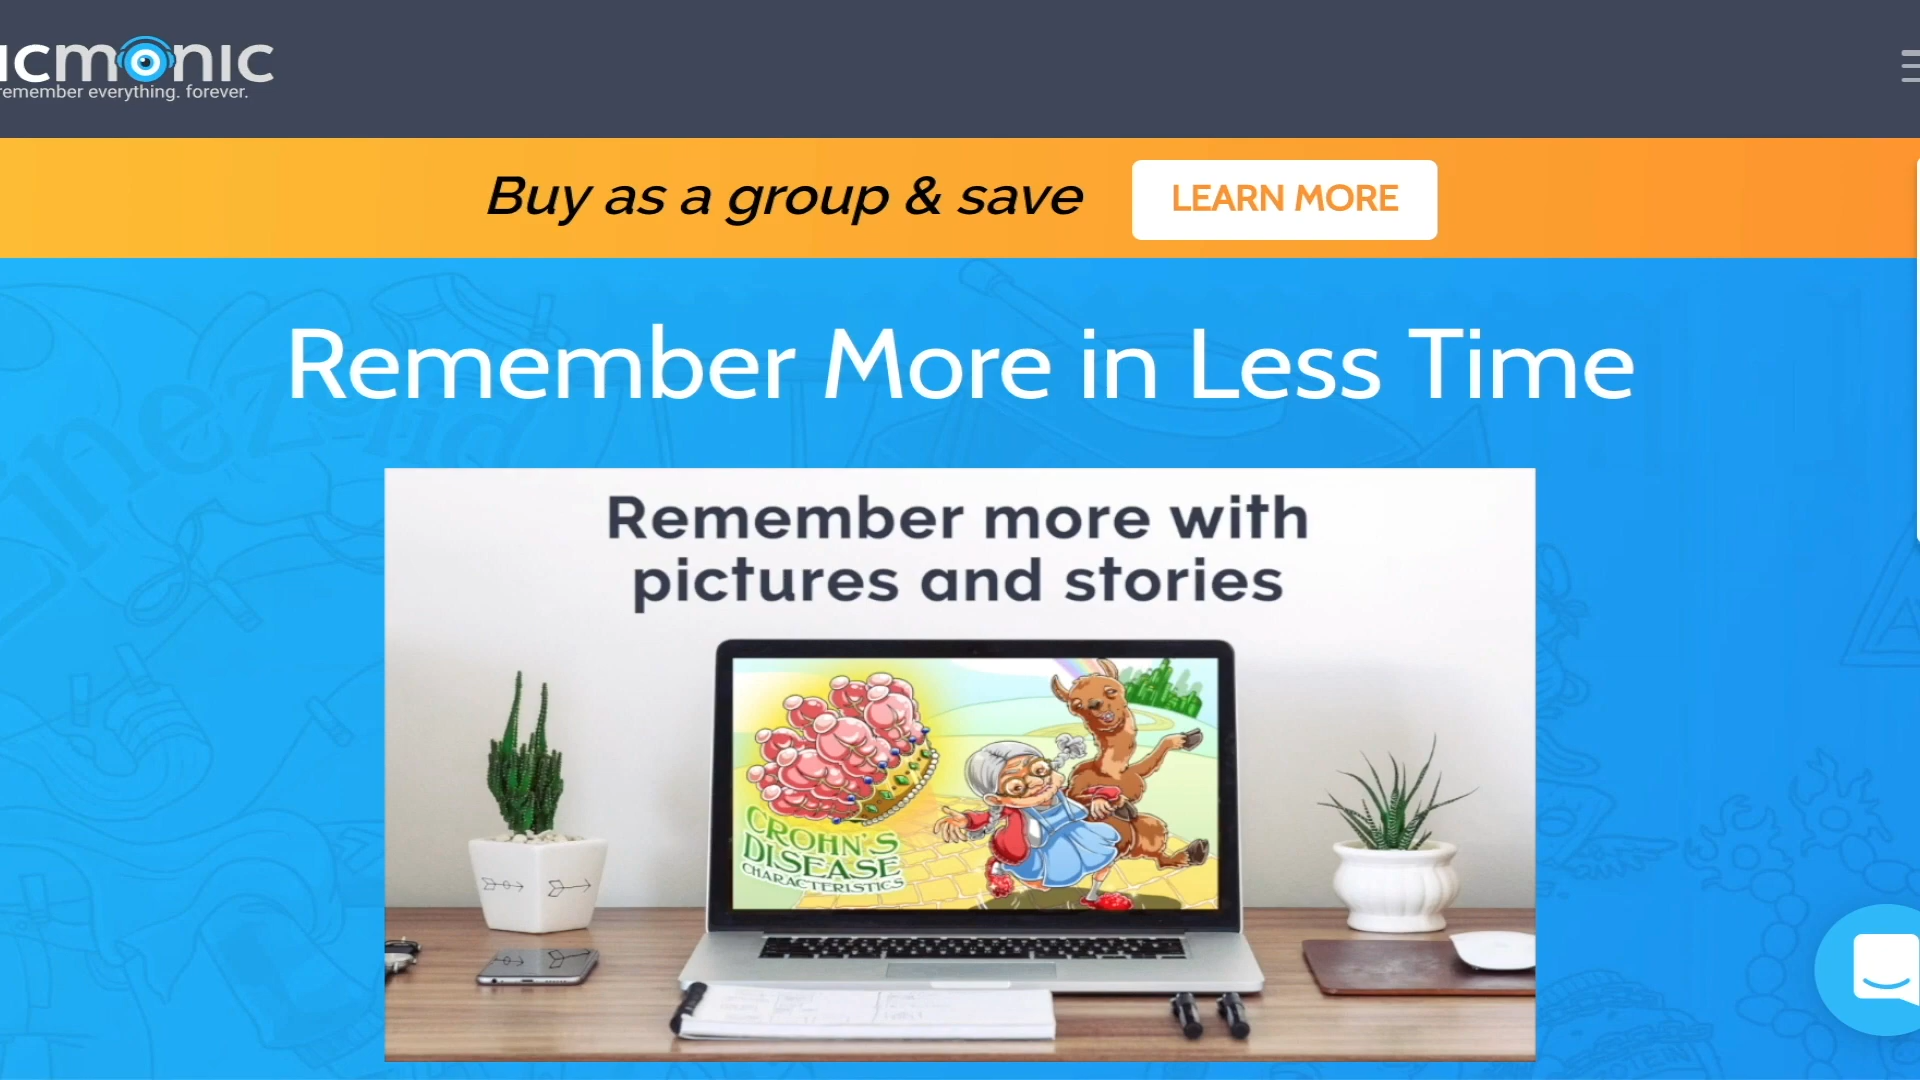 icmonic
remember everything. forever.
Buy as a group & save
LEARN MORE
Remember More in Less Time
Linezolid
Remember more with
pictures and stories
CROHN'S
DISEASE
CHARACTERISTICS